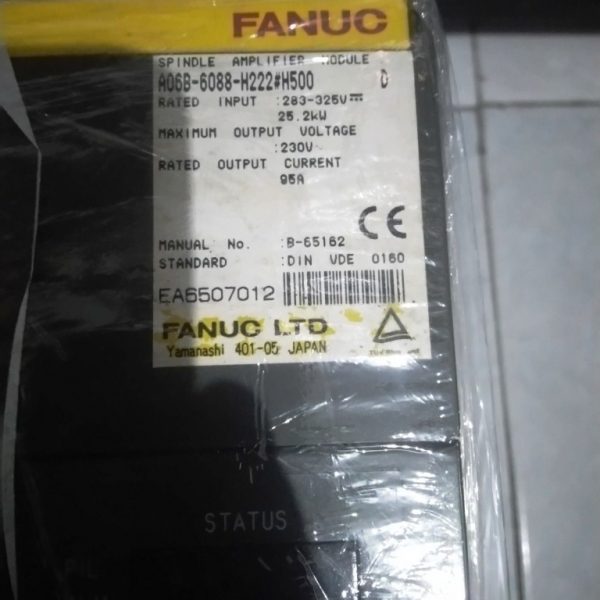 FANUC
SPINDLE AMPLIFIER MODULE
A06B-6088-H222#H500 D
RATED INPUT :283-325V⎓
25.2kW
MAXIMUM OUTPUT VOLTAGE
:230V~
RATED OUTPUT CURRENT
95A
CE
MANUAL No. :B-65162
STANDARD :DIN VDE 0160
EA6507012
FANUC LTD
Yamanashi 401-05 JAPAN
STATUS